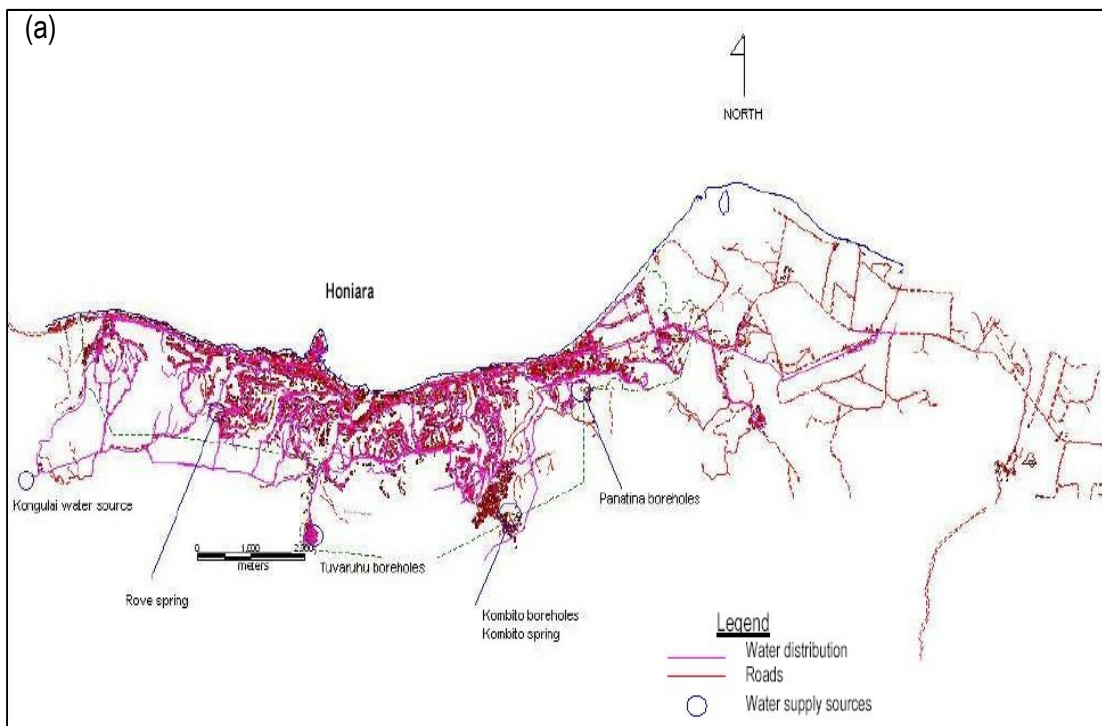 (a)
NORTH
Honiara
Kongulai water source
Panatina boreholes
0 1,000 2,000
meters
Tuvaruhu boreholes
Rove spring
Kombito boreholes
Kombito spring
Legend
Water distribution
Roads
Water supply sources